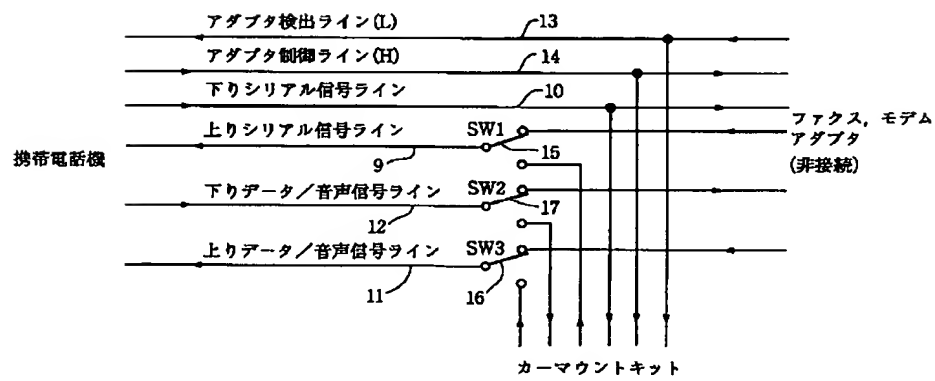 アダプタ検出ライン(L)
13
アダプタ制御ライン(H)
14
下りシリアル信号ライン
10
ファクス，モデム
アダプタ
(非接続)
上りシリアル信号ライン
SW1
15
9
携帯電話機
下りデータ／音声信号ライン
SW2
17
12
上りデータ／音声信号ライン
SW3
16
11
カーマウントキット